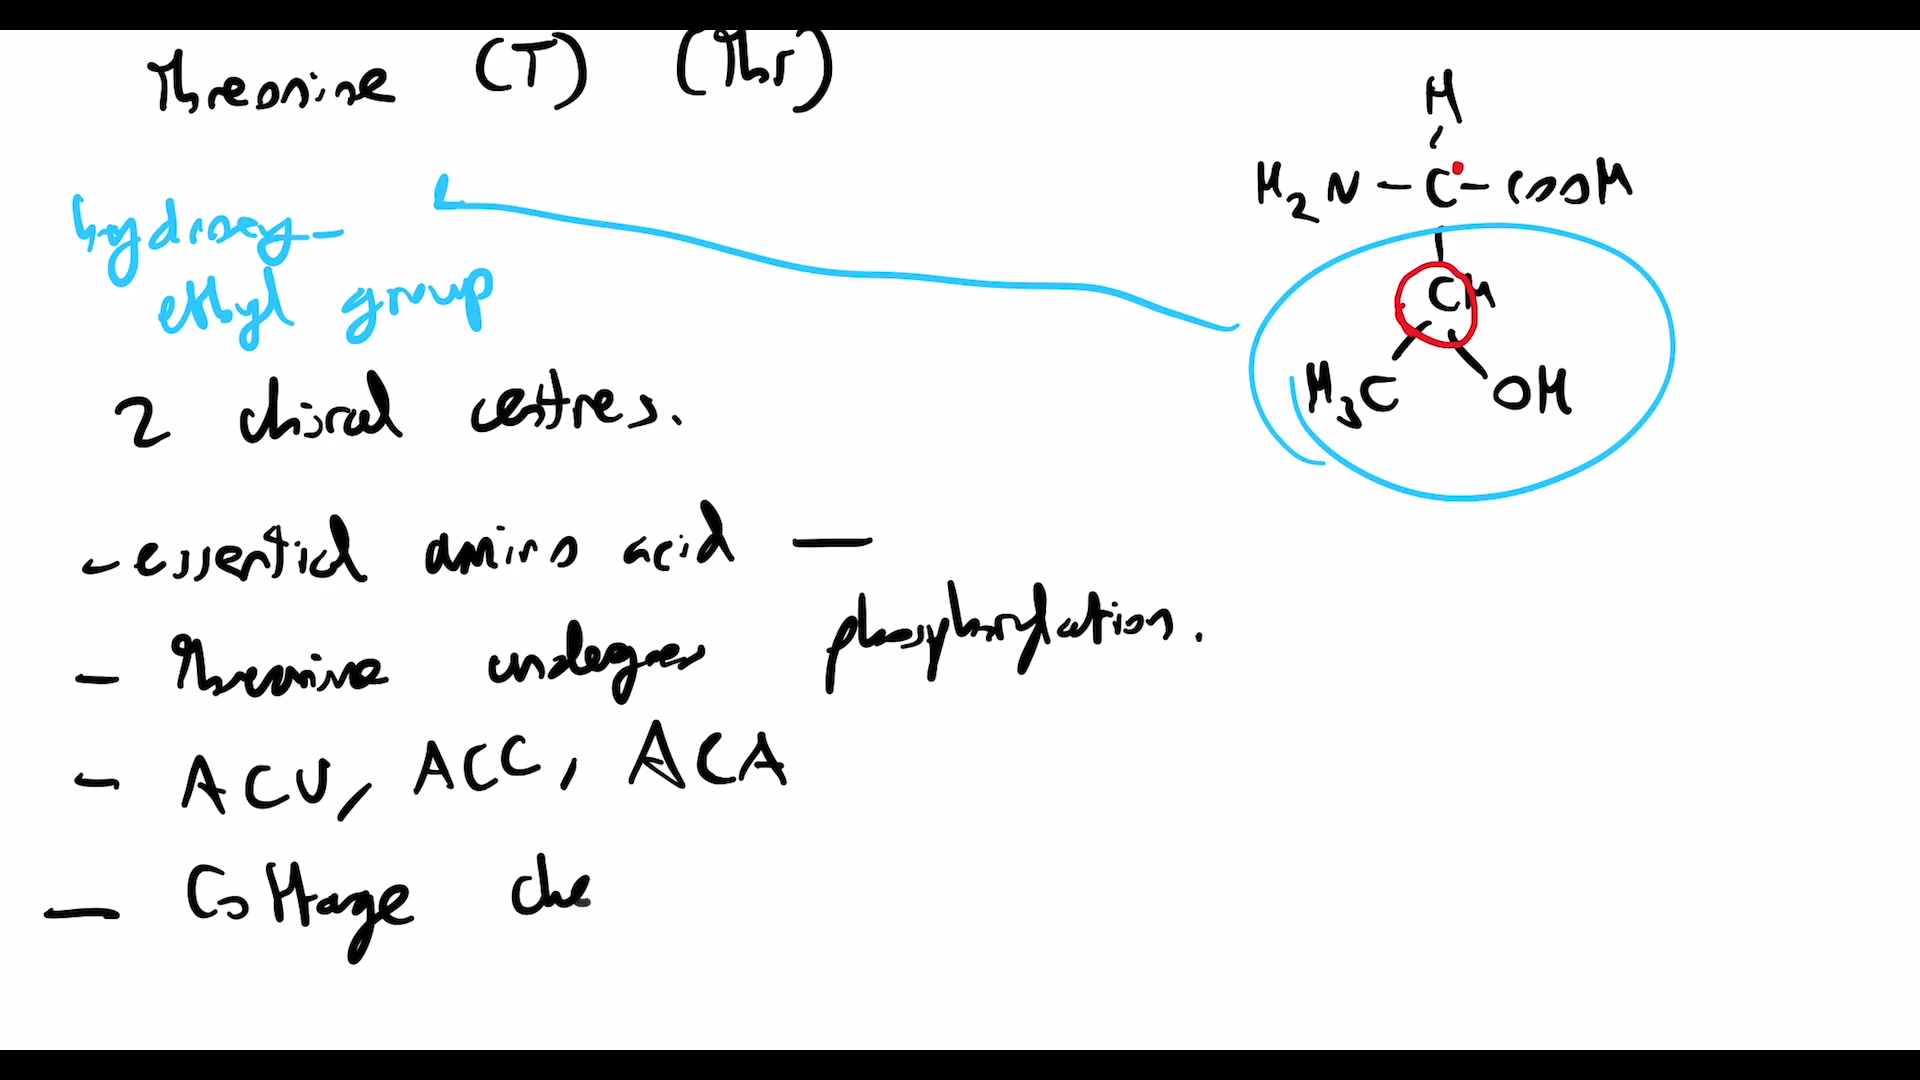 Threonine (T) (Thr)
H
H2N - C - COOH
CH
H3C OH
hydroxy-
ethyl group
2 chiral centres.
- essential amino acid -
- threonine undergoes phosphorylation.
- ACU, ACC, ACA
- Cottage che